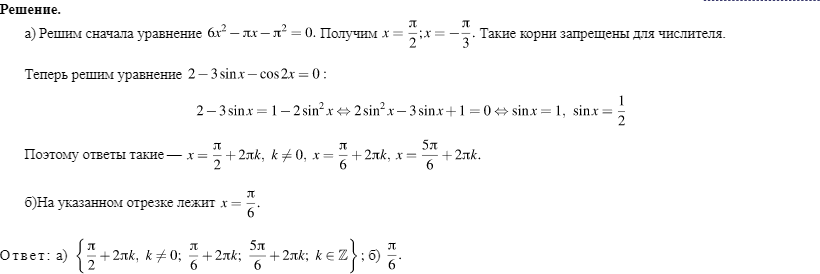 Решение.
а) Решим сначала уравнение 6x² − πx − π² = 0. Получим x = π/2; x = −π/3. Такие корни запрещены для числителя.
Теперь решим уравнение 2 − 3 sin x − cos 2x = 0 :
2 − 3 sin x = 1 − 2 sin² x ⇔ 2 sin² x − 3 sin x + 1 = 0 ⇔ sin x = 1, sin x = 1/2
Поэтому ответы такие — x = π/2 + 2πk, k ≠ 0, x = π/6 + 2πk, x = 5π/6 + 2πk.
б)На указанном отрезке лежит x = π/6.
Ответ: а) {π/2 + 2πk, k ≠ 0; π/6 + 2πk; 5π/6 + 2πk; k ∈ ℤ}; б) π/6.